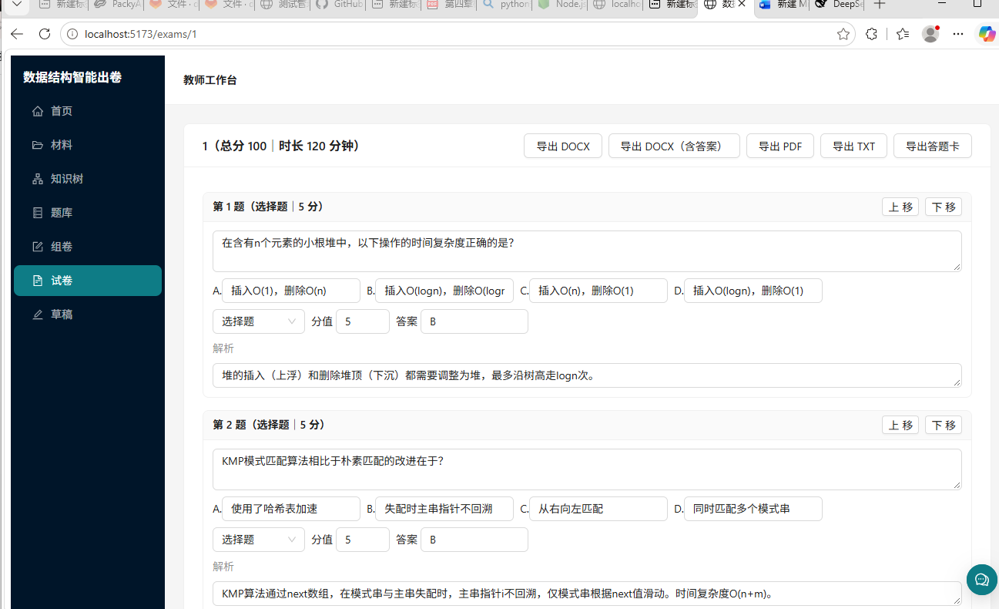 新建标 PackyA 文件 · d 文件 · d 测试管 GitHub 新建标 第四章 python Node.js localho 新建标 数据 新建 M DeepSe
localhost:5173/exams/1
数据结构智能出卷
教师工作台
首页
材料
知识树
题库
组卷
试卷
草稿
1（总分 100｜时长 120 分钟）
导出 DOCX 导出 DOCX（含答案） 导出 PDF 导出 TXT 导出答题卡
第 1 题（选择题｜5 分）
上 移 下 移
在含有n个元素的小根堆中，以下操作的时间复杂度正确的是？
A. 插入O(1)，删除O(n) B. 插入O(logn)，删除O(logr C. 插入O(n)，删除O(1) D. 插入O(logn)，删除O(1)
选择题 分值 5 答案 B
解析
堆的插入（上浮）和删除堆顶（下沉）都需要调整为堆，最多沿树高走logn次。
第 2 题（选择题｜5 分）
上 移 下 移
KMP模式匹配算法相比于朴素匹配的改进在于？
A. 使用了哈希表加速 B. 失配时主串指针不回溯 C. 从右向左匹配 D. 同时匹配多个模式串
选择题 分值 5 答案 B
解析
KMP算法通过next数组，在模式串与主串失配时，主串指针i不回溯，仅模式串根据next值滑动。时间复杂度O(n+m)。